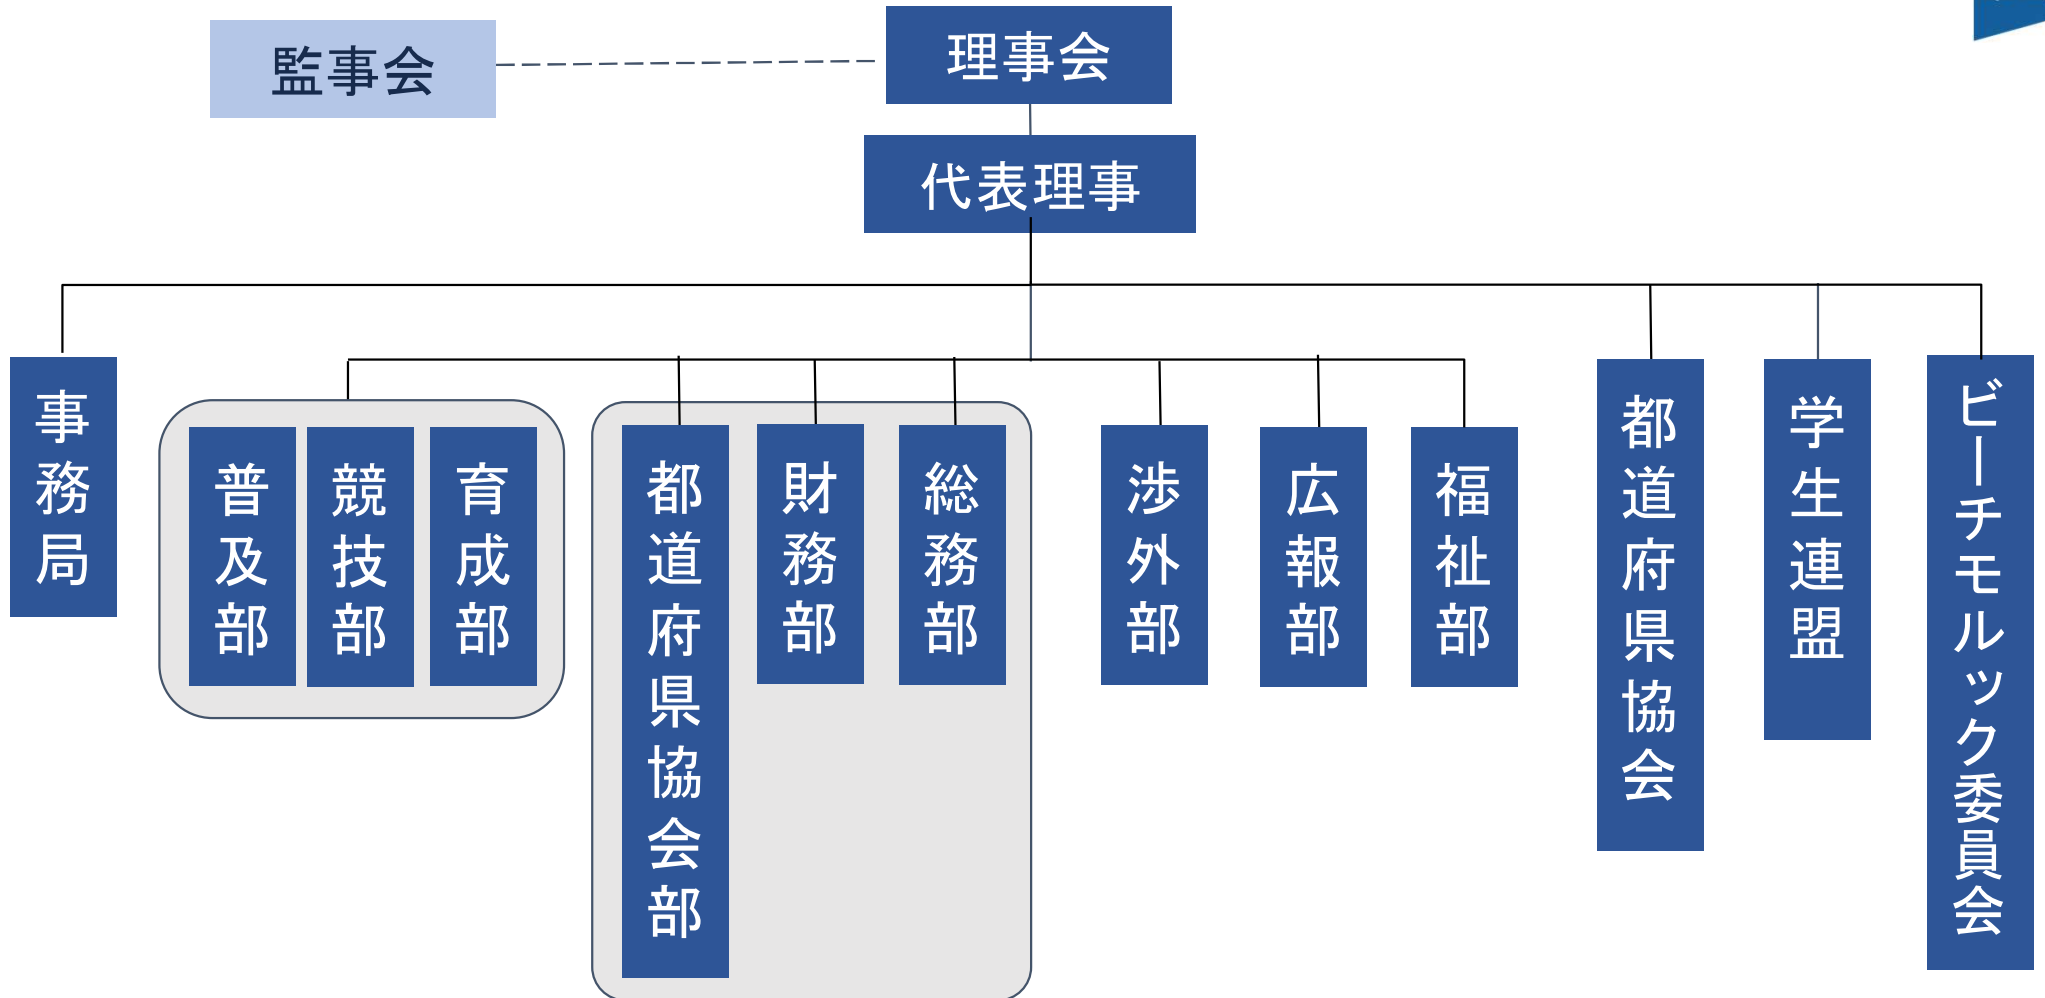 監事会
理事会
代表理事
事務局
普及部
競技部
育成部
都道府県協会部
財務部
総務部
渉外部
広報部
福祉部
都道府県協会
学生連盟
ビーチモルック委員会